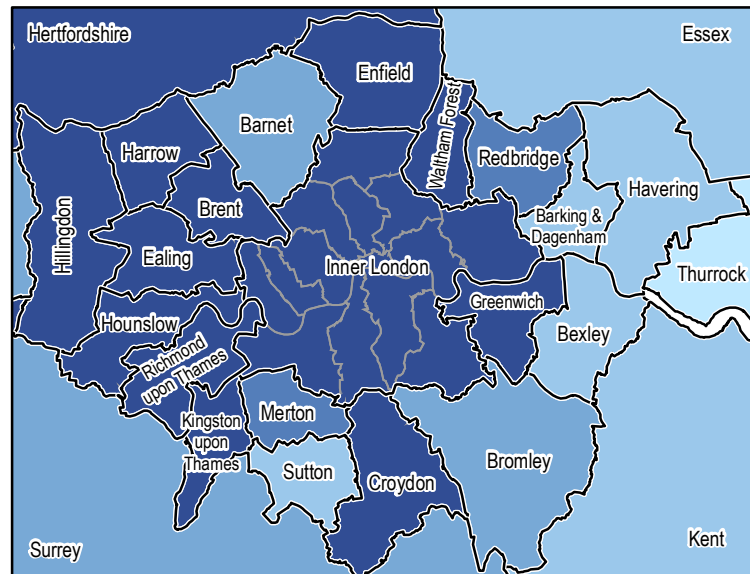 Hertfordshire
Essex
Enfield
Barnet
Waltham Forest
Redbridge
Harrow
Havering
Brent
Barking &
Dagenham
Hillingdon
Ealing
Inner London
Thurrock
Greenwich
Hounslow
Bexley
Richmond
upon Thames
Merton
Kingston
upon
Thames
Sutton
Croydon
Bromley
Surrey
Kent